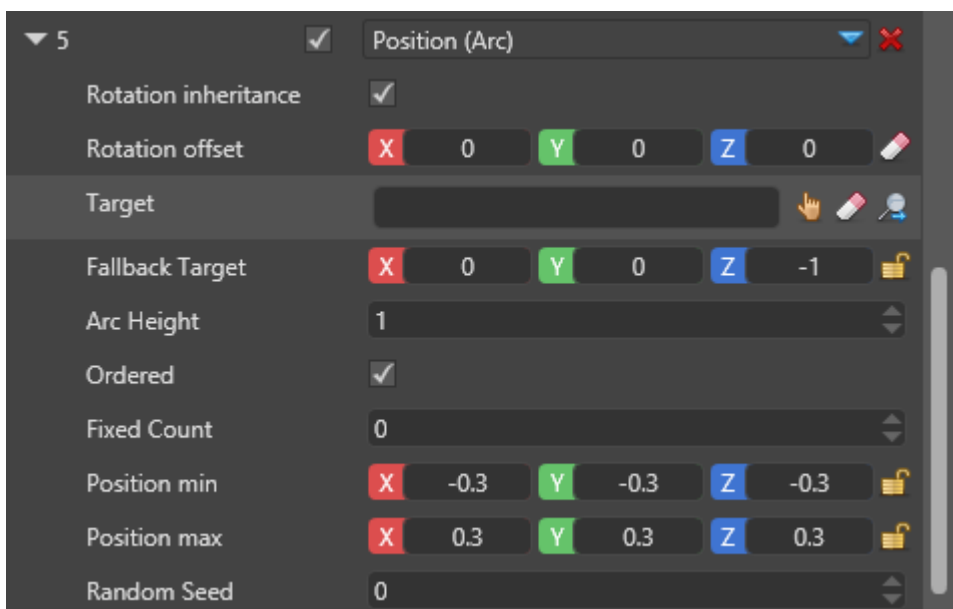 5 Position (Arc)
Rotation inheritance
Rotation offset X 0 Y 0 Z 0
Target
Fallback Target X 0 Y 0 Z -1
Arc Height 1
Ordered
Fixed Count 0
Position min X -0.3 Y -0.3 Z -0.3
Position max X 0.3 Y 0.3 Z 0.3
Random Seed 0